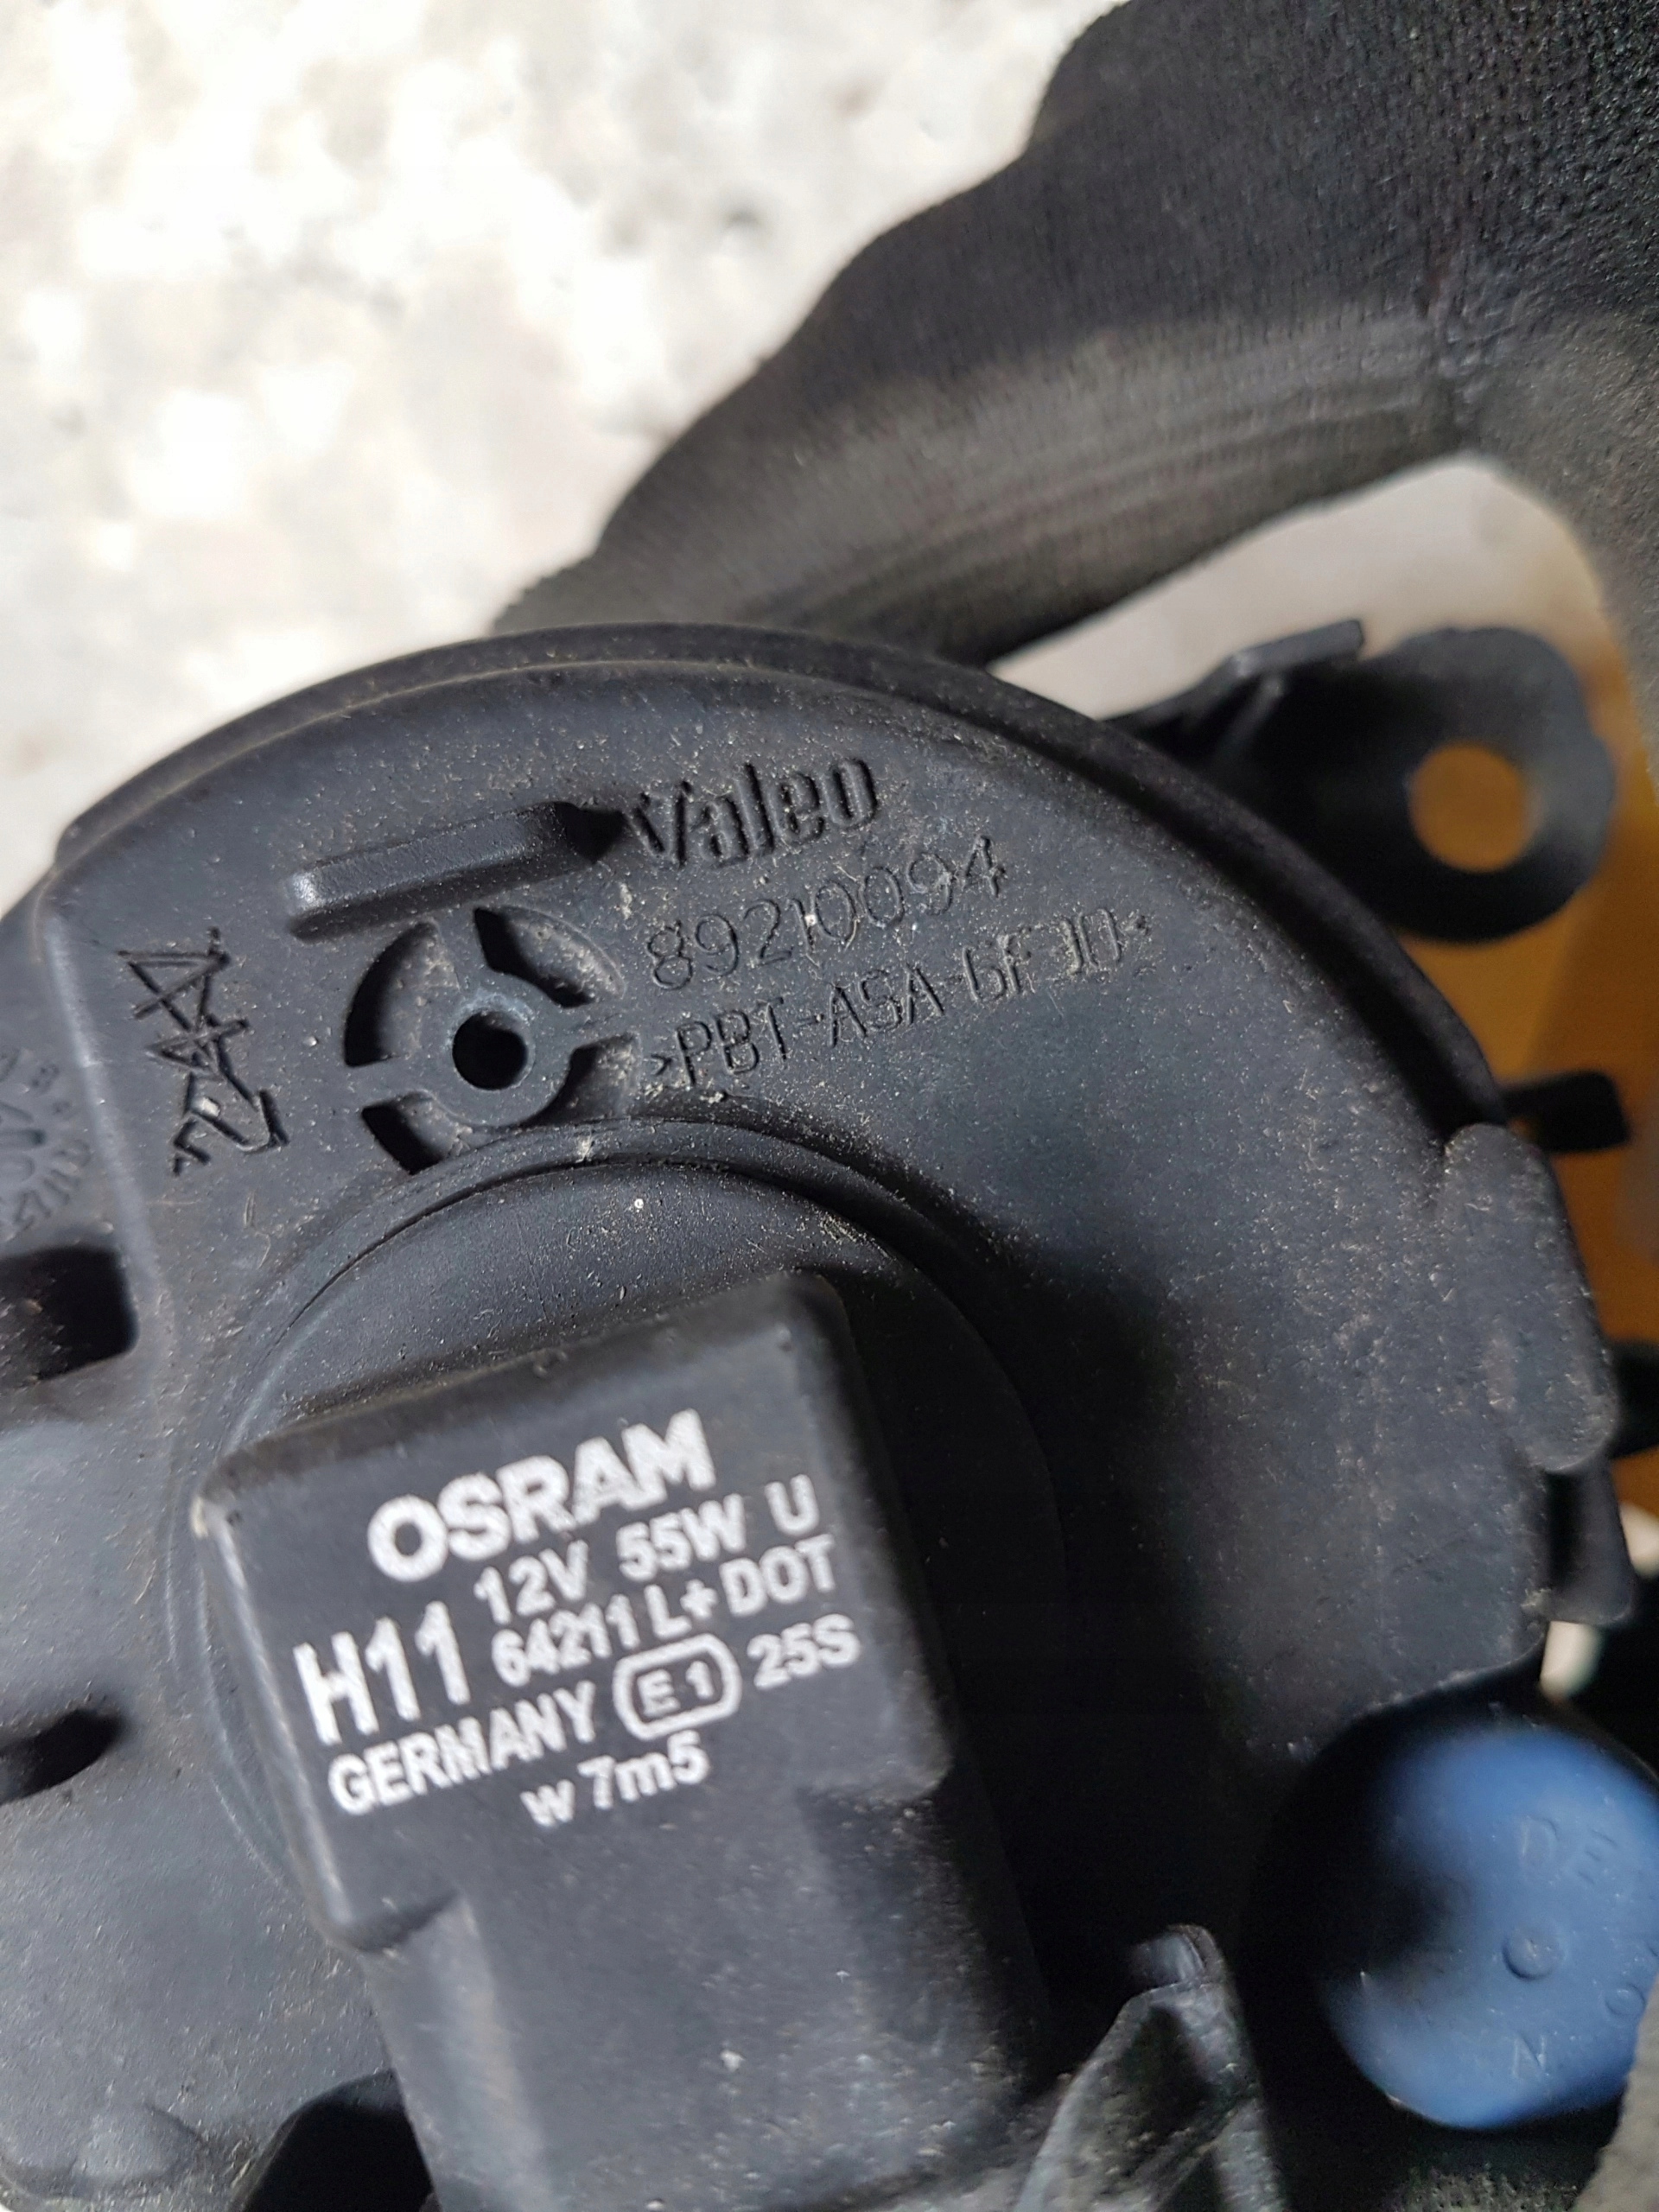 Valeo
89210094
>PBT-ASA-GF30<
OSRAM
12V 55W U
H11 64211 L+ DOT
GERMANY E1 25S
w 7m5